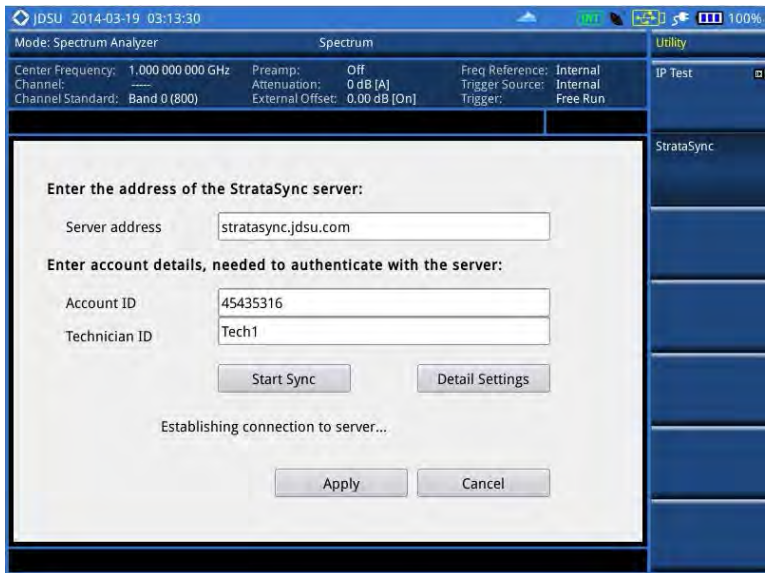 JDSU 2014-03-19 03:13:30
INT
100%
Mode: Spectrum Analyzer
Spectrum
Utility
Center Frequency: 1.000 000 000 GHz
Preamp: Off
Freq Reference: Internal
Channel: -----
Attenuation: 0 dB [A]
Trigger Source: Internal
Channel Standard: Band 0 (800)
External Offset: 0.00 dB [On]
Trigger: Free Run
IP Test
StrataSync
Enter the address of the StrataSync server:
Server address stratasync.jdsu.com
Enter account details, needed to authenticate with the server:
Account ID 45435316
Technician ID Tech1
Start Sync
Detail Settings
Establishing connection to server...
Apply
Cancel